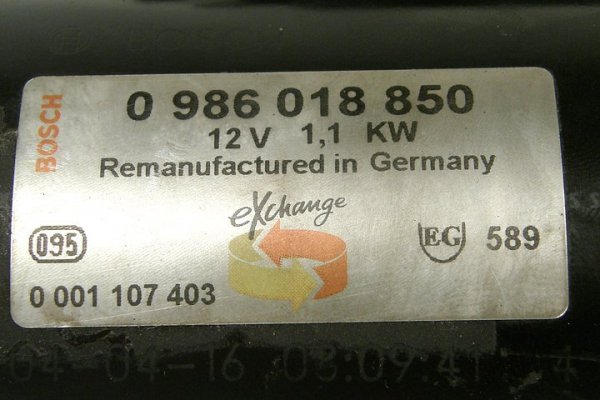 BOSCH
0 986 018 850
12 V 1,1 KW
Remanufactured in Germany
eXchange
095
EG 589
0 001 107 403
04-04-16 03:09:41 4